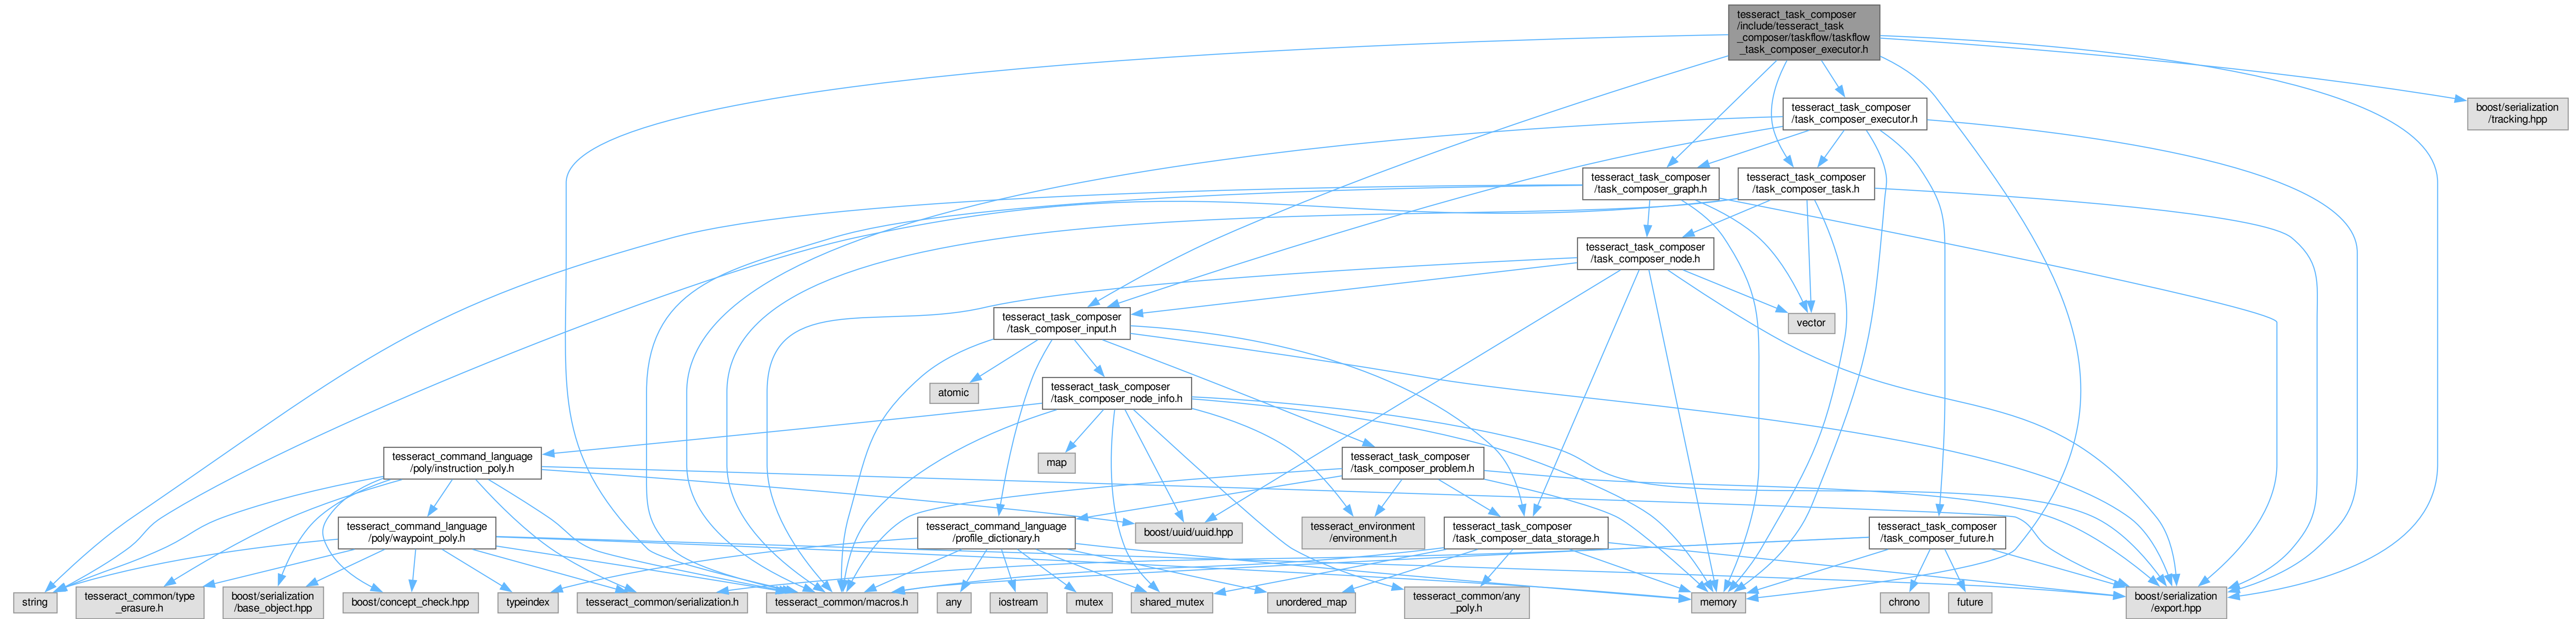 tesseract_task_composer
/include/tesseract_task
_composer/taskflow/taskflow
_task_composer_executor.h
tesseract_task_composer
/task_composer_executor.h
boost/serialization
/tracking.hpp
tesseract_task_composer
/task_composer_graph.h
tesseract_task_composer
/task_composer_task.h
tesseract_task_composer
/task_composer_node.h
tesseract_task_composer
/task_composer_input.h
vector
atomic
tesseract_task_composer
/task_composer_node_info.h
tesseract_command_language
/poly/instruction_poly.h
map
tesseract_task_composer
/task_composer_problem.h
tesseract_command_language
/poly/waypoint_poly.h
tesseract_command_language
/profile_dictionary.h
boost/uuid/uuid.hpp
tesseract_environment
/environment.h
tesseract_task_composer
/task_composer_data_storage.h
tesseract_task_composer
/task_composer_future.h
string
tesseract_common/type
_erasure.h
boost/serialization
/base_object.hpp
boost/concept_check.hpp
typeindex
tesseract_common/serialization.h
tesseract_common/macros.h
any
iostream
mutex
shared_mutex
unordered_map
tesseract_common/any
_poly.h
memory
chrono
future
boost/serialization
/export.hpp